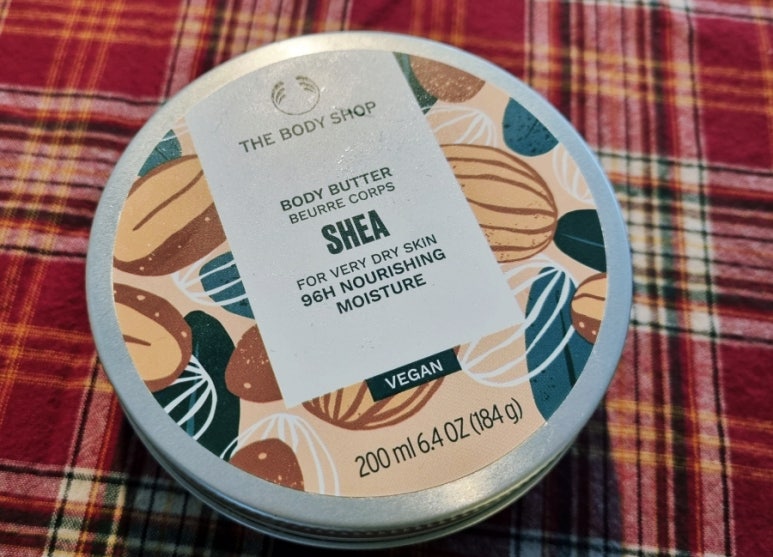 THE BODY SHOP
BODY BUTTER
BEURRE CORPS
SHEA
FOR VERY DRY SKIN
96H NOURISHING
MOISTURE
VEGAN
200 ml 6.4 OZ (184 g)